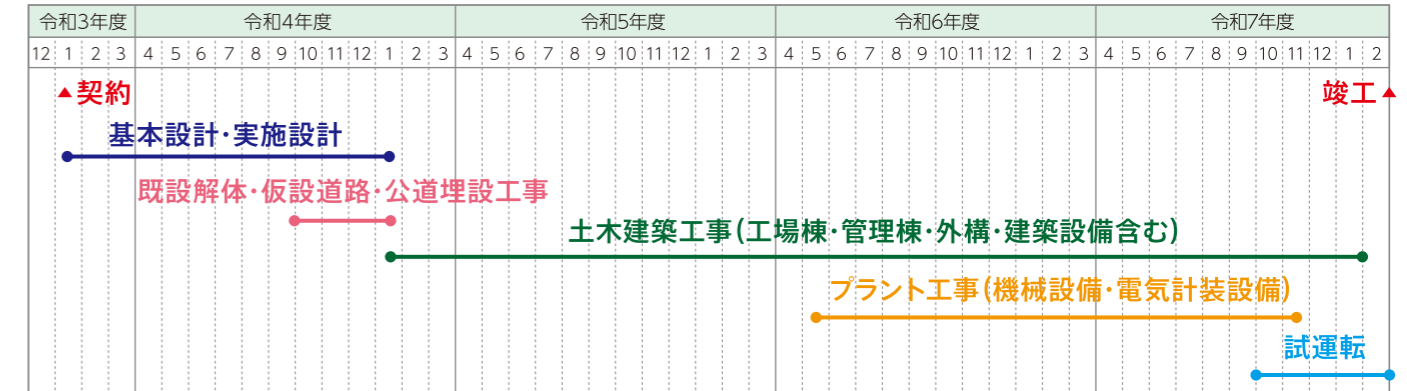 令和3年度 令和4年度 令和5年度 令和6年度 令和7年度
12 1 2 3 4 5 6 7 8 9 10 11 12 1 2 3 4 5 6 7 8 9 10 11 12 1 2 3 4 5 6 7 8 9 10 11 12 1 2 3 4 5 6 7 8 9 10 11 12 1 2
▲契約 竣工▲
基本設計・実施設計
既設解体・仮設道路・公道埋設工事
土木建築工事(工場棟・管理棟・外構・建築設備含む)
プラント工事(機械設備・電気計装設備)
試運転